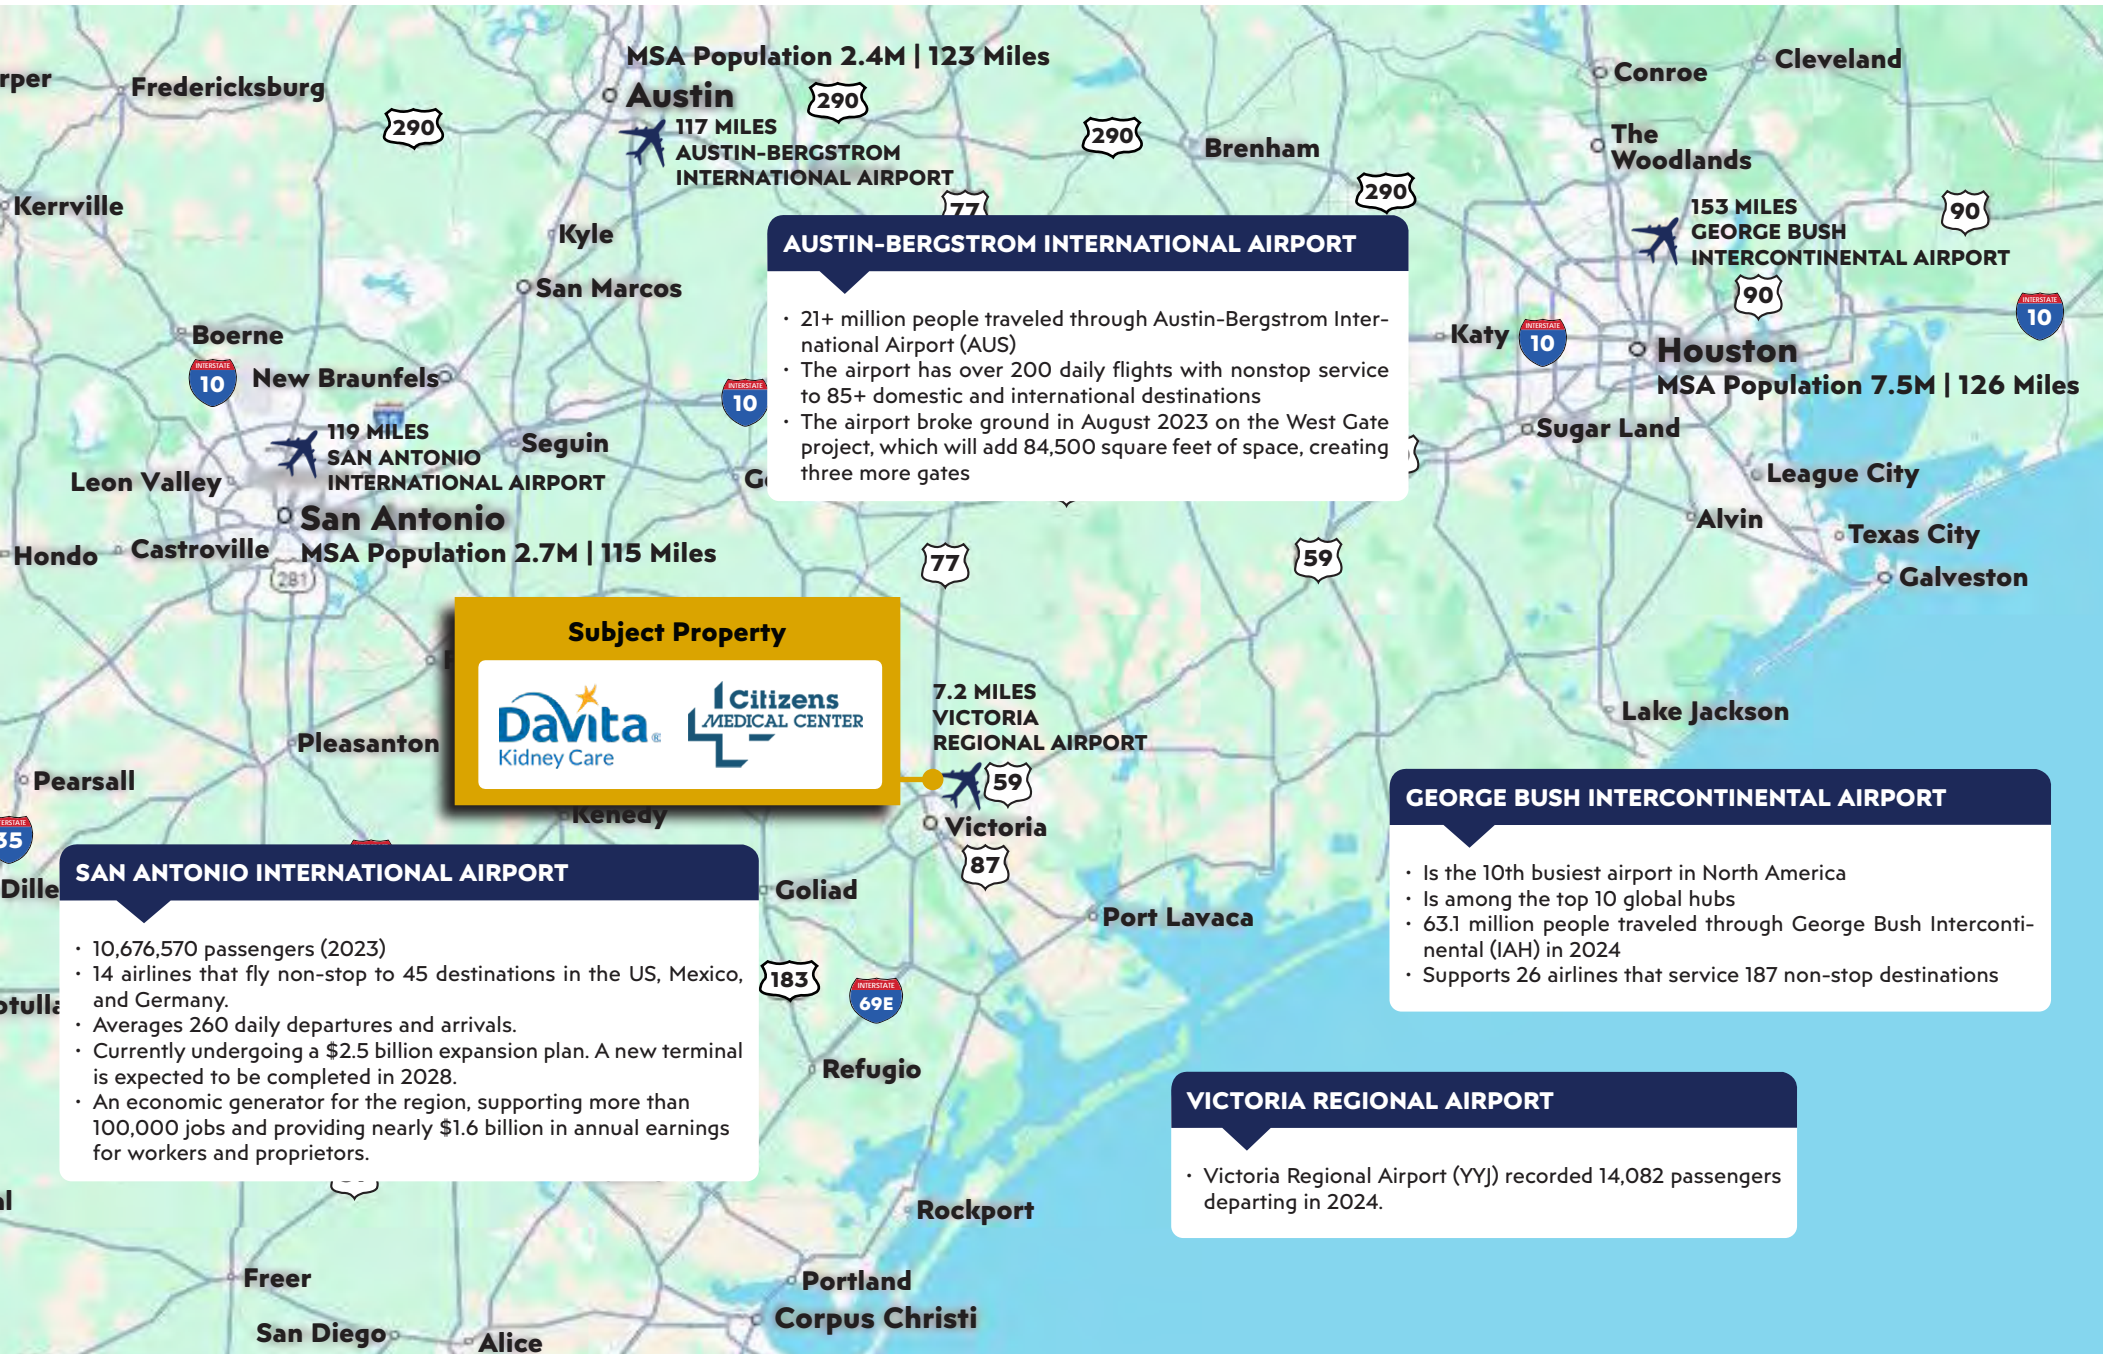 MSA Population 2.4M | 123 Miles
Austin
117 MILES
AUSTIN-BERGSTROM
INTERNATIONAL AIRPORT
Fredericksburg
rper
290
290
290
290
Brenham
Conroe
Cleveland
The
Woodlands
153 MILES
GEORGE BUSH
INTERCONTINENTAL AIRPORT
90
90
INTERSTATE
10
Kerrville
Kyle
77
San Marcos
AUSTIN-BERGSTROM INTERNATIONAL AIRPORT
· 21+ million people traveled through Austin-Bergstrom Inter-
national Airport (AUS)
· The airport has over 200 daily flights with nonstop service
to 85+ domestic and international destinations
· The airport broke ground in August 2023 on the West Gate
project, which will add 84,500 square feet of space, creating
three more gates
Boerne
INTERSTATE
10
New Braunfels
INTERSTATE
10
Katy
INTERSTATE
10
Houston
MSA Population 7.5M | 126 Miles
119 MILES
SAN ANTONIO
INTERNATIONAL AIRPORT
Seguin
Sugar Land
Leon Valley
League City
San Antonio
MSA Population 2.7M | 115 Miles
Alvin
Texas City
Galveston
Hondo
Castroville
281
77
59
Subject Property
DaVita®
Kidney Care
Citizens
MEDICAL CENTER
7.2 MILES
VICTORIA
REGIONAL AIRPORT
59
Victoria
87
Lake Jackson
Pleasanton
Pearsall
Kenedy
INTERSTATE
35
Dille
SAN ANTONIO INTERNATIONAL AIRPORT
· 10,676,570 passengers (2023)
· 14 airlines that fly non-stop to 45 destinations in the US, Mexico,
and Germany.
· Averages 260 daily departures and arrivals.
· Currently undergoing a $2.5 billion expansion plan. A new terminal
is expected to be completed in 2028.
· An economic generator for the region, supporting more than
100,000 jobs and providing nearly $1.6 billion in annual earnings
for workers and proprietors.
otulla
Goliad
Port Lavaca
183
INTERSTATE
69E
Refugio
GEORGE BUSH INTERCONTINENTAL AIRPORT
· Is the 10th busiest airport in North America
· Is among the top 10 global hubs
· 63.1 million people traveled through George Bush Interconti-
nental (IAH) in 2024
· Supports 26 airlines that service 187 non-stop destinations
VICTORIA REGIONAL AIRPORT
· Victoria Regional Airport (YYJ) recorded 14,082 passengers
departing in 2024.
Rockport
Freer
Portland
Corpus Christi
San Diego
Alice